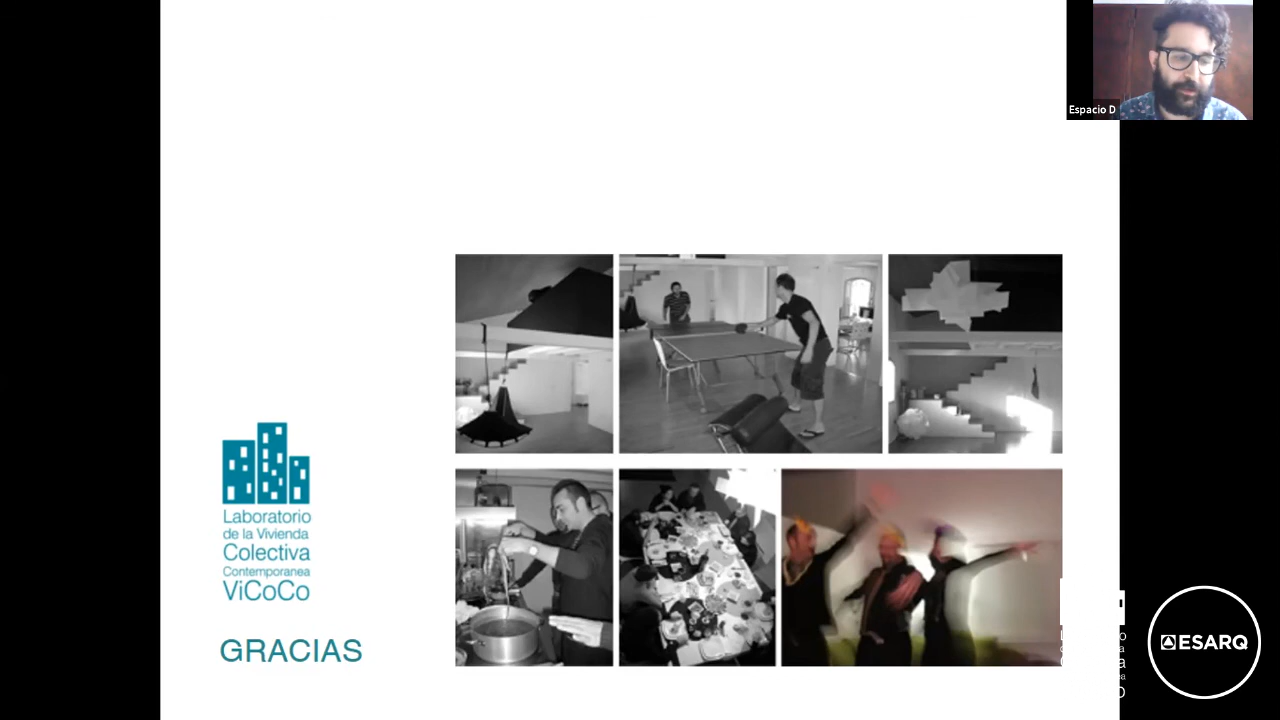 Espacio D
Laboratorio
de la Vivienda
Colectiva
Contemporanea
ViCoCo
GRACIAS
ESARQ